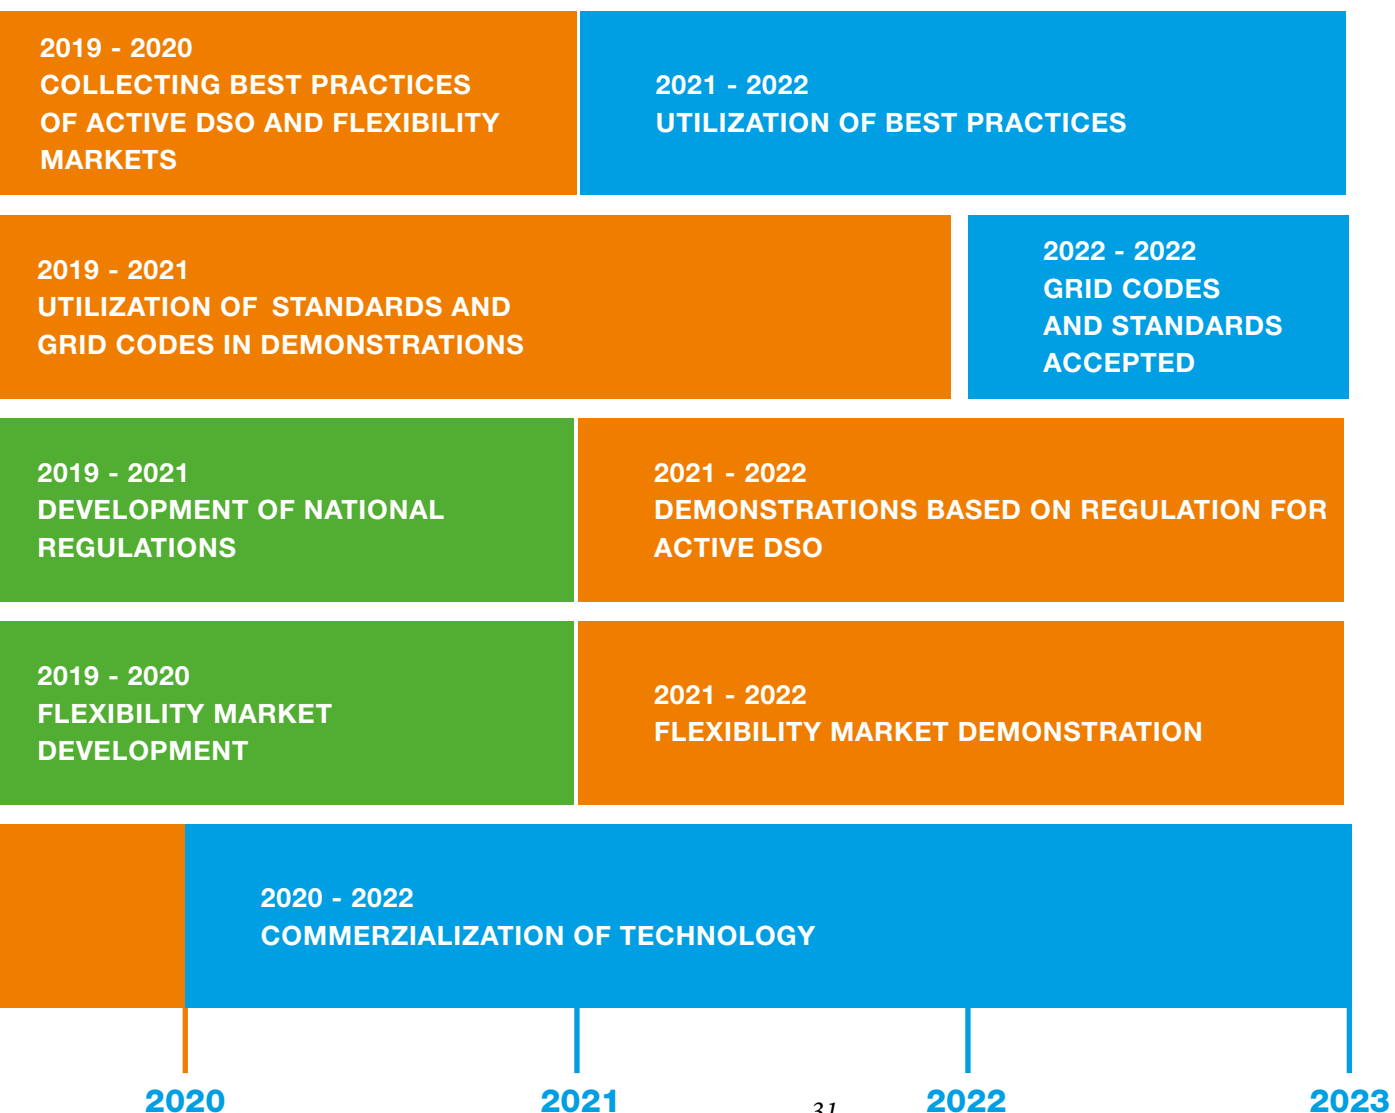 2019 - 2020
COLLECTING BEST PRACTICES
OF ACTIVE DSO AND FLEXIBILITY
MARKETS
2021 - 2022
UTILIZATION OF BEST PRACTICES
2019 - 2021
UTILIZATION OF STANDARDS AND
GRID CODES IN DEMONSTRATIONS
2022 - 2022
GRID CODES
AND STANDARDS
ACCEPTED
2019 - 2021
DEVELOPMENT OF NATIONAL
REGULATIONS
2021 - 2022
DEMONSTRATIONS BASED ON REGULATION FOR
ACTIVE DSO
2019 - 2020
FLEXIBILITY MARKET
DEVELOPMENT
2021 - 2022
FLEXIBILITY MARKET DEMONSTRATION
2020 - 2022
COMMERZIALIZATION OF TECHNOLOGY
2020 2021 31 2022 2023